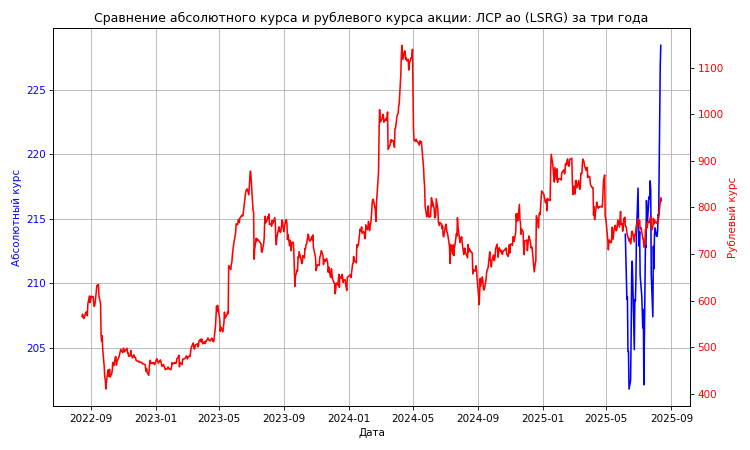 Сравнение абсолютного курса и рублевого курса акции: ЛСР ао (LSRG) за три года
Абсолютный курс
225
220
215
210
205
1100
1000
900
800
700
600
500
400
Рублевый курс
2022-09 2023-01 2023-05 2023-09 2024-01 2024-05 2024-09 2025-01 2025-05 2025-09
Дата